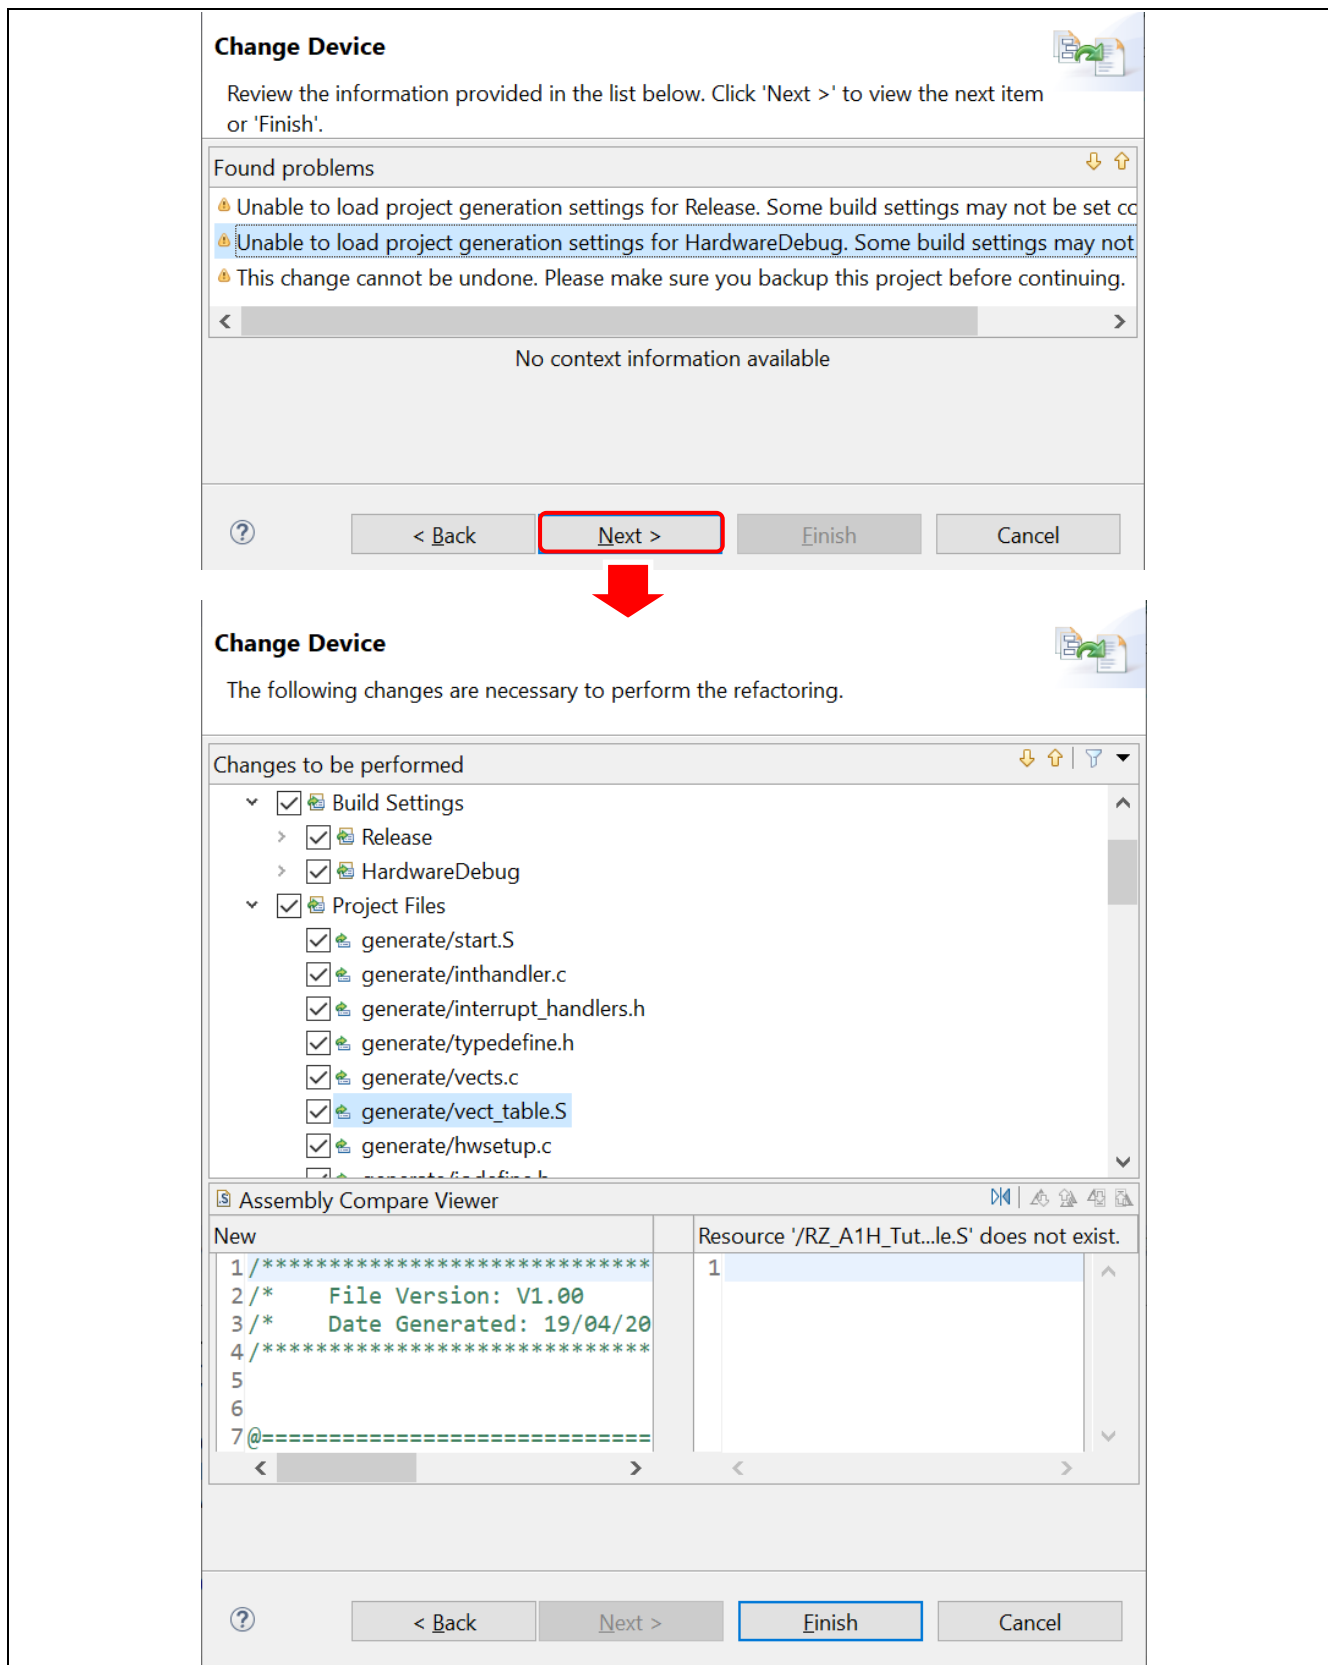 Change Device
Review the information provided in the list below. Click 'Next >' to view the next item
or 'Finish'.
Found problems
Unable to load project generation settings for Release. Some build settings may not be set
Unable to load project generation settings for HardwareDebug. Some build settings may not
This change cannot be undone. Please make sure you backup this project before continuing.
No context information available
< Back
Next >
Finish
Cancel
Change Device
The following changes are necessary to perform the refactoring.
Changes to be performed
Build Settings
Release
HardwareDebug
Project Files
generate/start.S
generate/inthandler.c
generate/interrupt_handlers.h
generate/typedefine.h
generate/vects.c
generate/vect_table.S
generate/hwsetup.c
Assembly Compare Viewer
New
Resource '/RZ_A1H_Tut...le.S' does not exist.
1 /*****************************
2 /*    File Version: V1.00
3 /*    Date Generated: 19/04/20
4 /*****************************
5
6
7 @=============================
1
< Back
Next >
Finish
Cancel